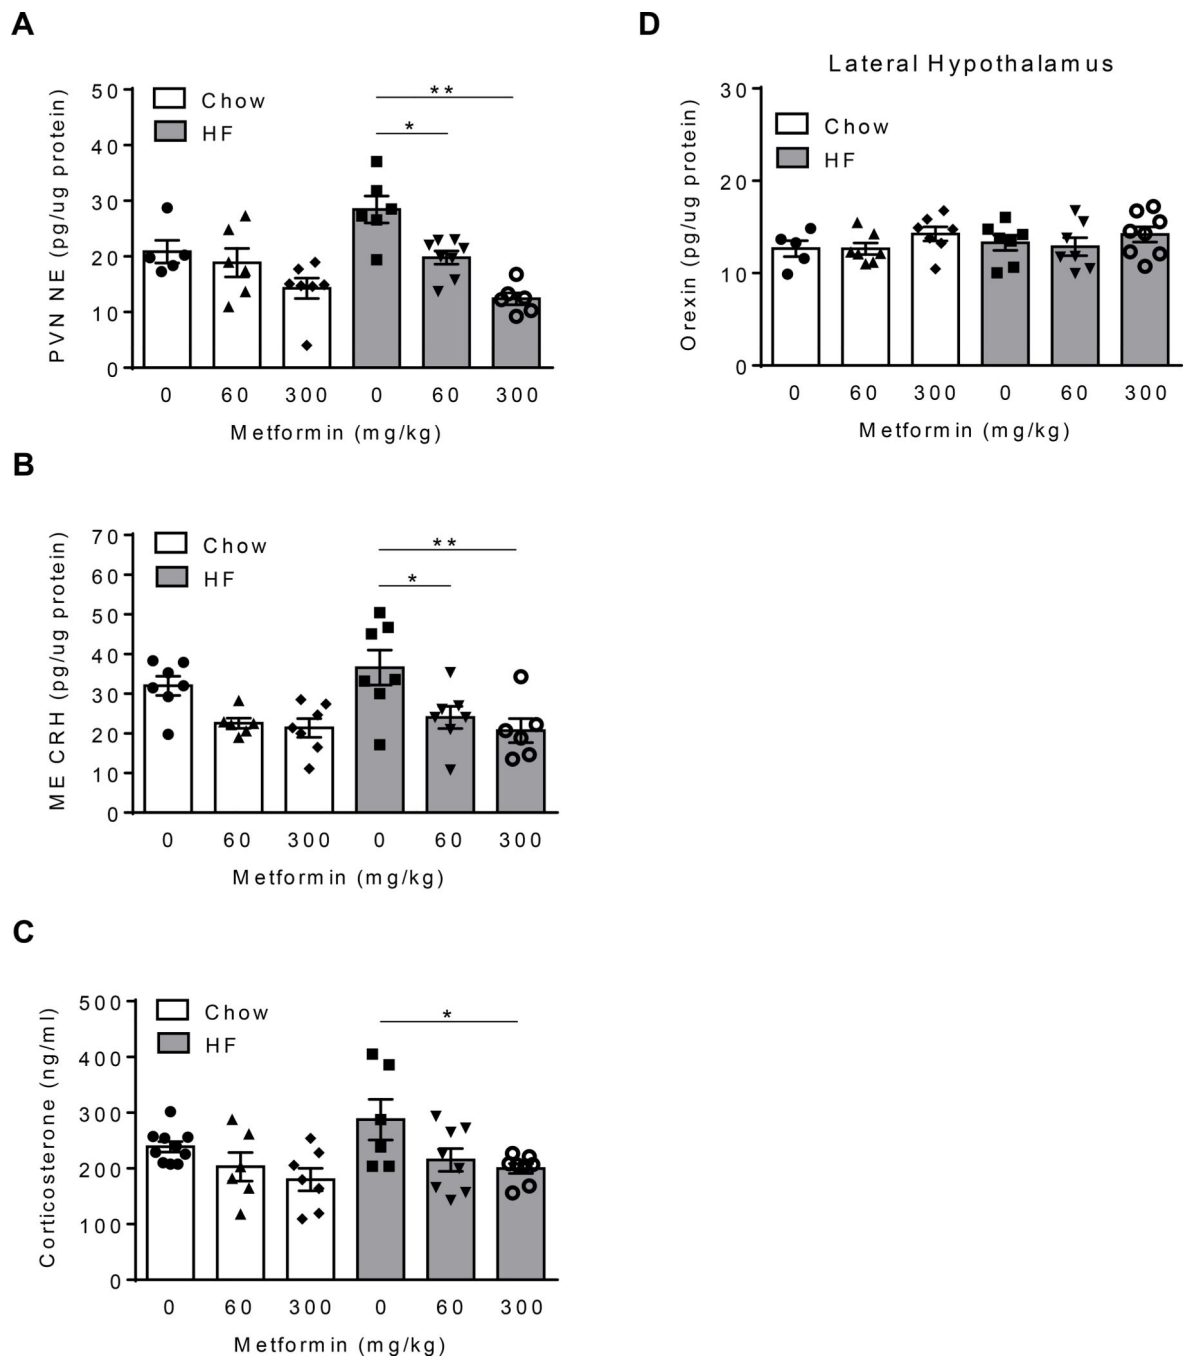 A
PVN NE (pg/ug protein)
50
40
30
20
10
0
Chow
HF
**
*
0 60 300 0 60 300
Metformin (mg/kg)
B
ME CRH (pg/ug protein)
70
60
50
40
30
20
10
0
Chow
HF
**
*
0 60 300 0 60 300
Metformin (mg/kg)
C
Corticosterone (ng/ml)
500
400
300
200
100
0
Chow
HF
*
0 60 300 0 60 300
Metformin (mg/kg)
D
Lateral Hypothalamus
Orexin (pg/ug protein)
30
20
10
0
Chow
HF
0 60 300 0 60 300
Metformin (mg/kg)